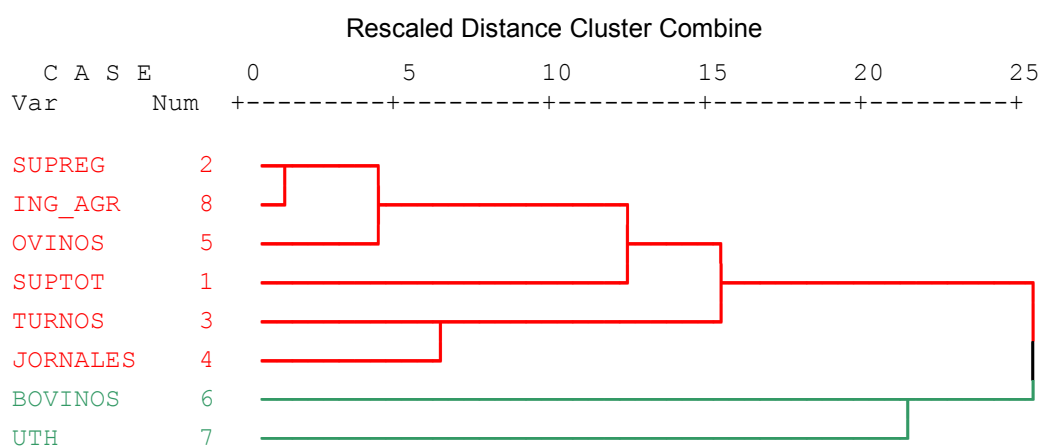 Rescaled Distance Cluster Combine
C A S E 0 5 10 15 20 25
Var Num +---------+---------+---------+---------+---------+
SUPREG 2
ING_AGR 8
OVINOS 5
SUPTOT 1
TURNOS 3
JORNALES 4
BOVINOS 6
UTH 7